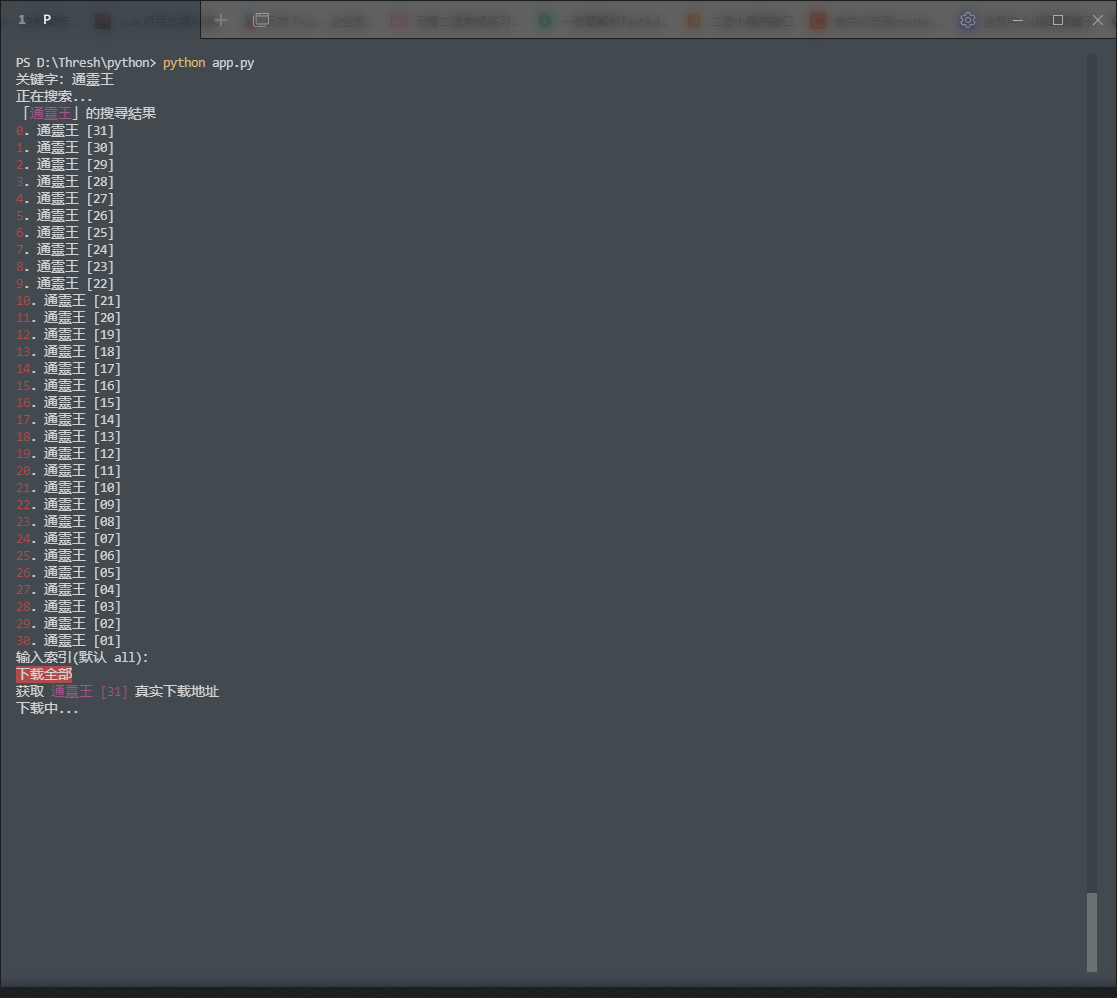 1 P
PS D:\Thresh\python> python app.py
关键字: 通靈王
正在搜索...
「通靈王」的搜尋結果
0. 通靈王 [31]
1. 通靈王 [30]
2. 通靈王 [29]
3. 通靈王 [28]
4. 通靈王 [27]
5. 通靈王 [26]
6. 通靈王 [25]
7. 通靈王 [24]
8. 通靈王 [23]
9. 通靈王 [22]
10. 通靈王 [21]
11. 通靈王 [20]
12. 通靈王 [19]
13. 通靈王 [18]
14. 通靈王 [17]
15. 通靈王 [16]
16. 通靈王 [15]
17. 通靈王 [14]
18. 通靈王 [13]
19. 通靈王 [12]
20. 通靈王 [11]
21. 通靈王 [10]
22. 通靈王 [09]
23. 通靈王 [08]
24. 通靈王 [07]
25. 通靈王 [06]
26. 通靈王 [05]
27. 通靈王 [04]
28. 通靈王 [03]
29. 通靈王 [02]
30. 通靈王 [01]
输入索引(默认 all):
下载全部
获取 通靈王 [31] 真实下载地址
下载中...